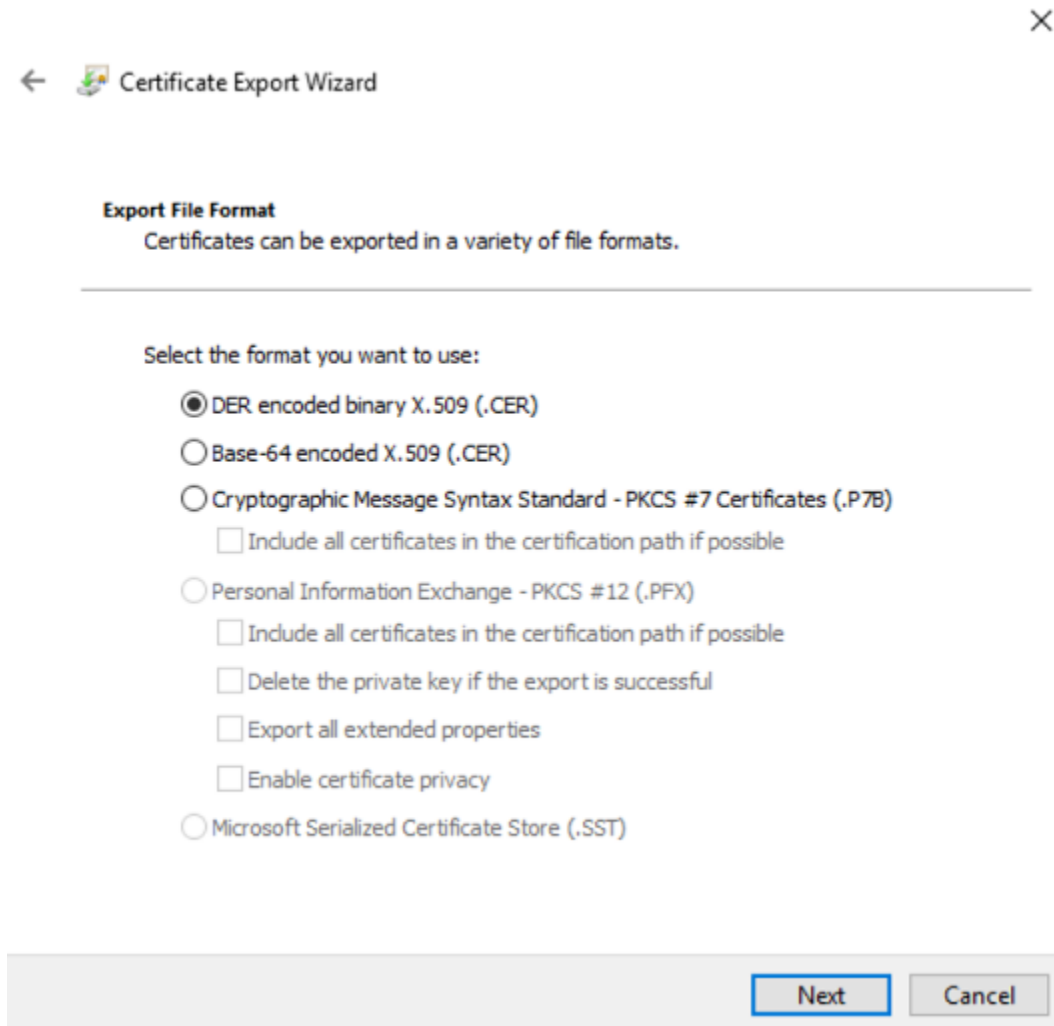 Certificate Export Wizard
Export File Format
Certificates can be exported in a variety of file formats.
Select the format you want to use:
DER encoded binary X.509 (.CER)
Base-64 encoded X.509 (.CER)
Cryptographic Message Syntax Standard - PKCS #7 Certificates (.P7B)
Include all certificates in the certification path if possible
Personal Information Exchange - PKCS #12 (.PFX)
Include all certificates in the certification path if possible
Delete the private key if the export is successful
Export all extended properties
Enable certificate privacy
Microsoft Serialized Certificate Store (.SST)
Next Cancel